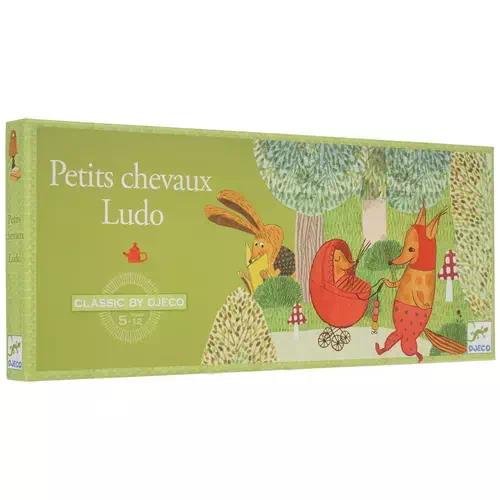 Petits chevaux
Ludo
CLASSIC BY DJECO
5-12
Petits
chevaux
Ludo
DJECO
DJECO